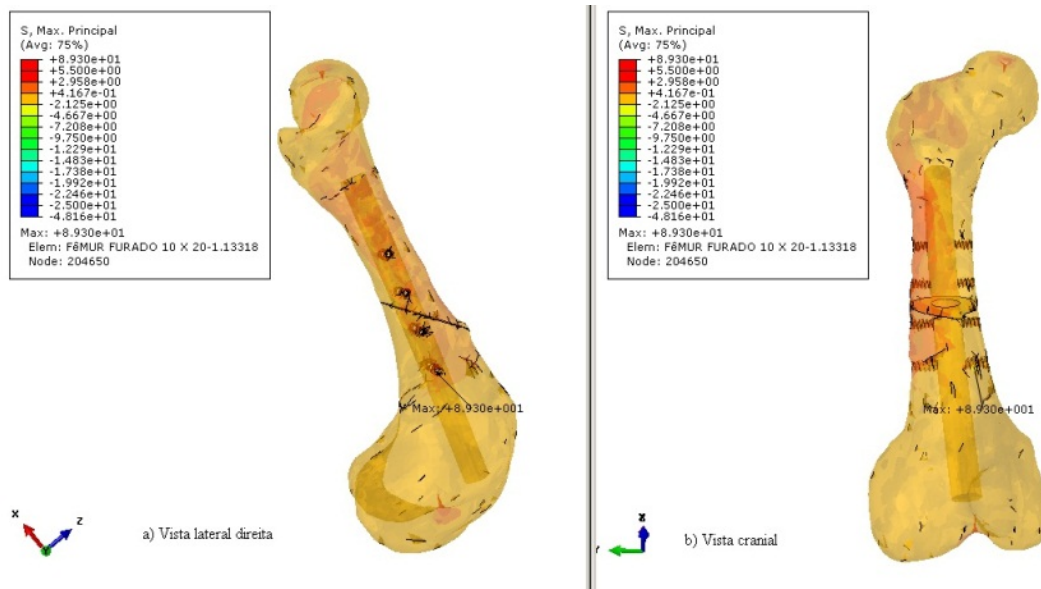 S, Max. Principal
(Avg: 75%)
+8.930e+01
+5.500e+00
+2.958e+00
+4.167e-01
-2.125e+00
-4.667e+00
-7.208e+00
-9.750e+00
-1.229e+01
-1.483e+01
-1.738e+01
-1.992e+01
-2.246e+01
-2.500e+01
-4.816e+01
Max: +8.930e+01
Elem: FêMUR FURADO 10 X 20-1.13318
Node: 204650
Max: +8.930e+001
X
Z
Y
a) Vista lateral direita
S, Max. Principal
(Avg: 75%)
+8.930e+01
+5.500e+00
+2.958e+00
+4.167e-01
-2.125e+00
-4.667e+00
-7.208e+00
-9.750e+00
-1.229e+01
-1.483e+01
-1.738e+01
-1.992e+01
-2.246e+01
-2.500e+01
-4.816e+01
Max: +8.930e+01
Elem: FêMUR FURADO 10 X 20-1.13318
Node: 204650
Max: +8.930e+001
Y
b) Vista cranial